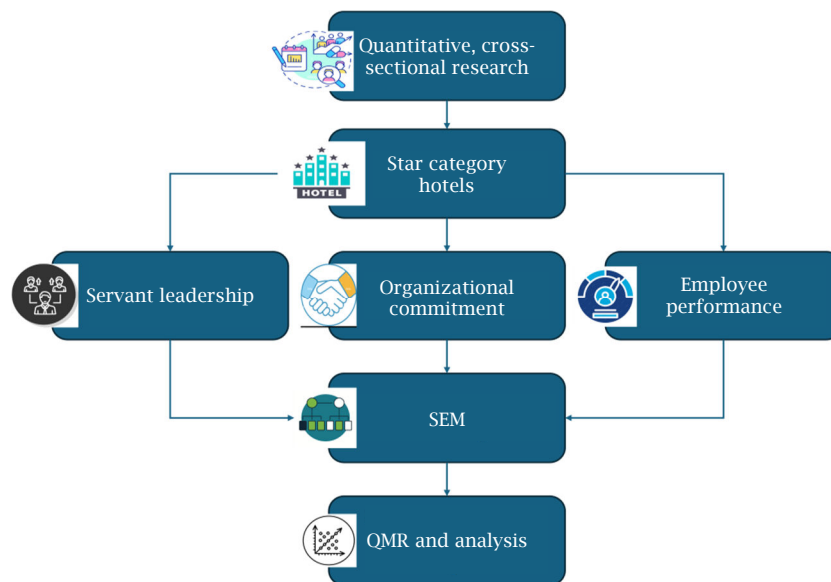 Quantitative, cross-
sectional research
Star category
hotels
HOTEL
Servant leadership
Organizational
commitment
Employee
performance
SEM
QMR and analysis